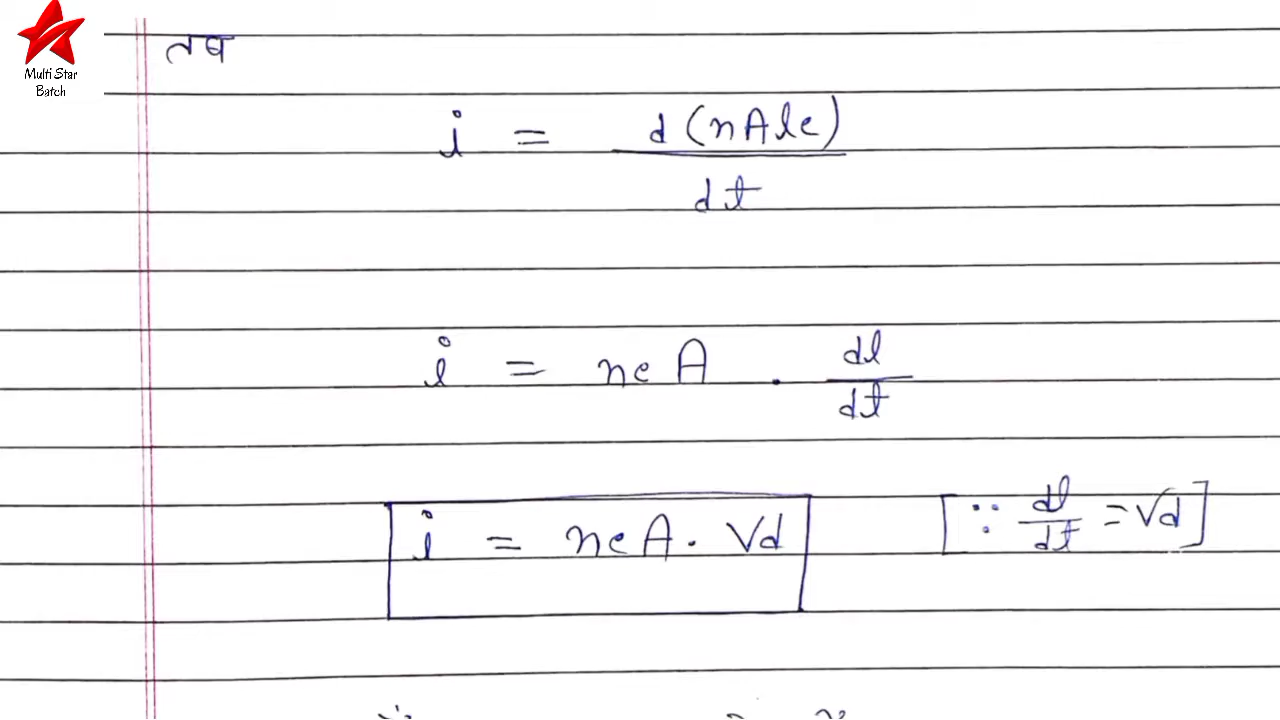 Multi Star
Batch
तब
i = d(nAle)
dt
i = neA . dl
dt
i = neA . Vd [∵ dl = Vd]
dt